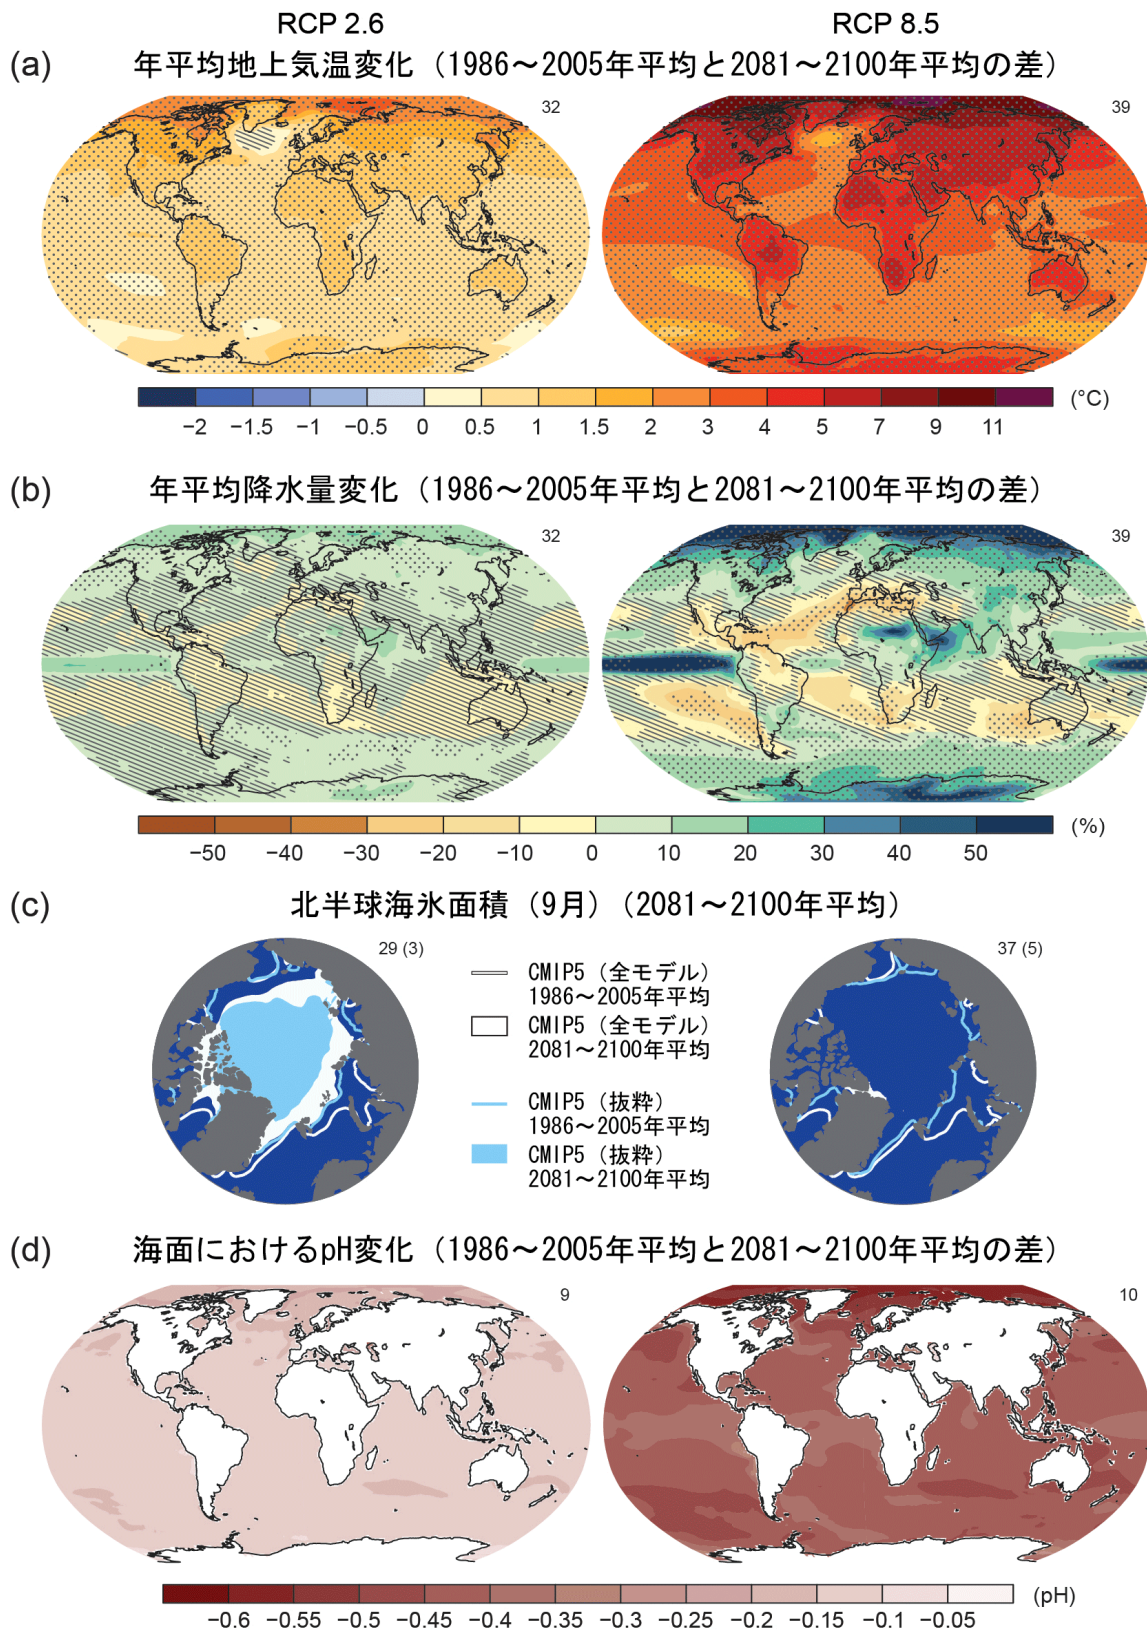 RCP 2.6 RCP 8.5
(a) 年平均地上気温変化（1986〜2005年平均と2081〜2100年平均の差）
32 39
−2 −1.5 −1 −0.5 0 0.5 1 1.5 2 3 4 5 7 9 11 (°C)
(b) 年平均降水量変化（1986〜2005年平均と2081〜2100年平均の差）
32 39
−50 −40 −30 −20 −10 0 10 20 30 40 50 (%)
(c) 北半球海氷面積（9月）（2081〜2100年平均）
29 (3) 37 (5)
CMIP5（全モデル）
1986〜2005年平均
CMIP5（全モデル）
2081〜2100年平均
CMIP5（抜粋）
1986〜2005年平均
CMIP5（抜粋）
2081〜2100年平均
(d) 海面におけるpH変化（1986〜2005年平均と2081〜2100年平均の差）
9 10
−0.6 −0.55 −0.5 −0.45 −0.4 −0.35 −0.3 −0.25 −0.2 −0.15 −0.1 −0.05 (pH)